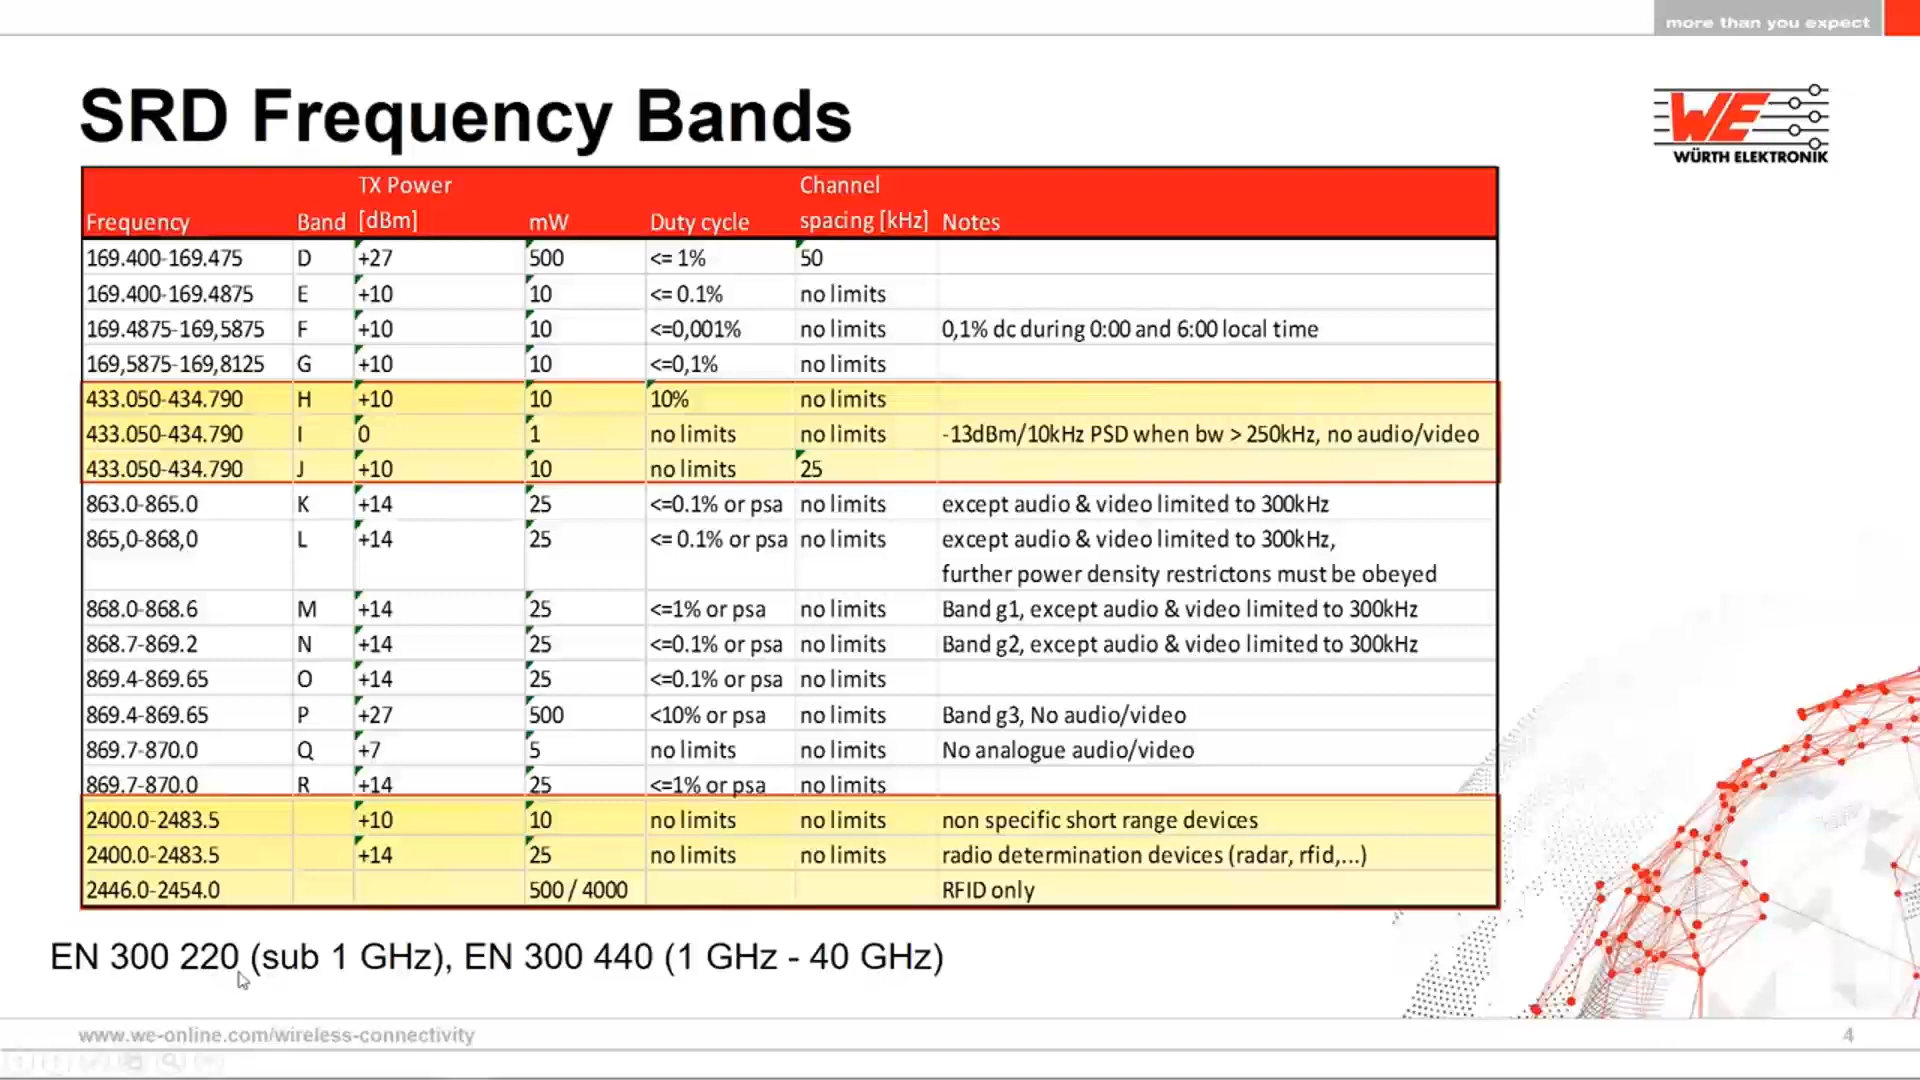 more than you expect
SRD Frequency Bands
WE
WÜRTH ELEKTRONIK
TX Power Channel
Frequency Band [dBm] mW Duty cycle spacing [kHz] Notes
169.400-169.475 D +27 500 <= 1% 50
169.400-169.4875 E +10 10 <= 0.1% no limits
169.4875-169,5875 F +10 10 <=0,001% no limits 0,1% dc during 0:00 and 6:00 local time
169,5875-169,8125 G +10 10 <=0,1% no limits
433.050-434.790 H +10 10 10% no limits
433.050-434.790 I 0 1 no limits no limits -13dBm/10kHz PSD when bw > 250kHz, no audio/video
433.050-434.790 J +10 10 no limits 25
863.0-865.0 K +14 25 <=0.1% or psa no limits except audio & video limited to 300kHz
865,0-868,0 L +14 25 <= 0.1% or psa no limits except audio & video limited to 300kHz,
further power density restrictons must be obeyed
868.0-868.6 M +14 25 <=1% or psa no limits Band g1, except audio & video limited to 300kHz
868.7-869.2 N +14 25 <=0.1% or psa no limits Band g2, except audio & video limited to 300kHz
869.4-869.65 O +14 25 <=0.1% or psa no limits
869.4-869.65 P +27 500 <10% or psa no limits Band g3, No audio/video
869.7-870.0 Q +7 5 no limits no limits No analogue audio/video
869.7-870.0 R +14 25 <=1% or psa no limits
2400.0-2483.5 +10 10 no limits no limits non specific short range devices
2400.0-2483.5 +14 25 no limits no limits radio determination devices (radar, rfid,...)
2446.0-2454.0 500 / 4000 RFID only
EN 300 220 (sub 1 GHz), EN 300 440 (1 GHz - 40 GHz)
www.we-online.com/wireless-connectivity
4